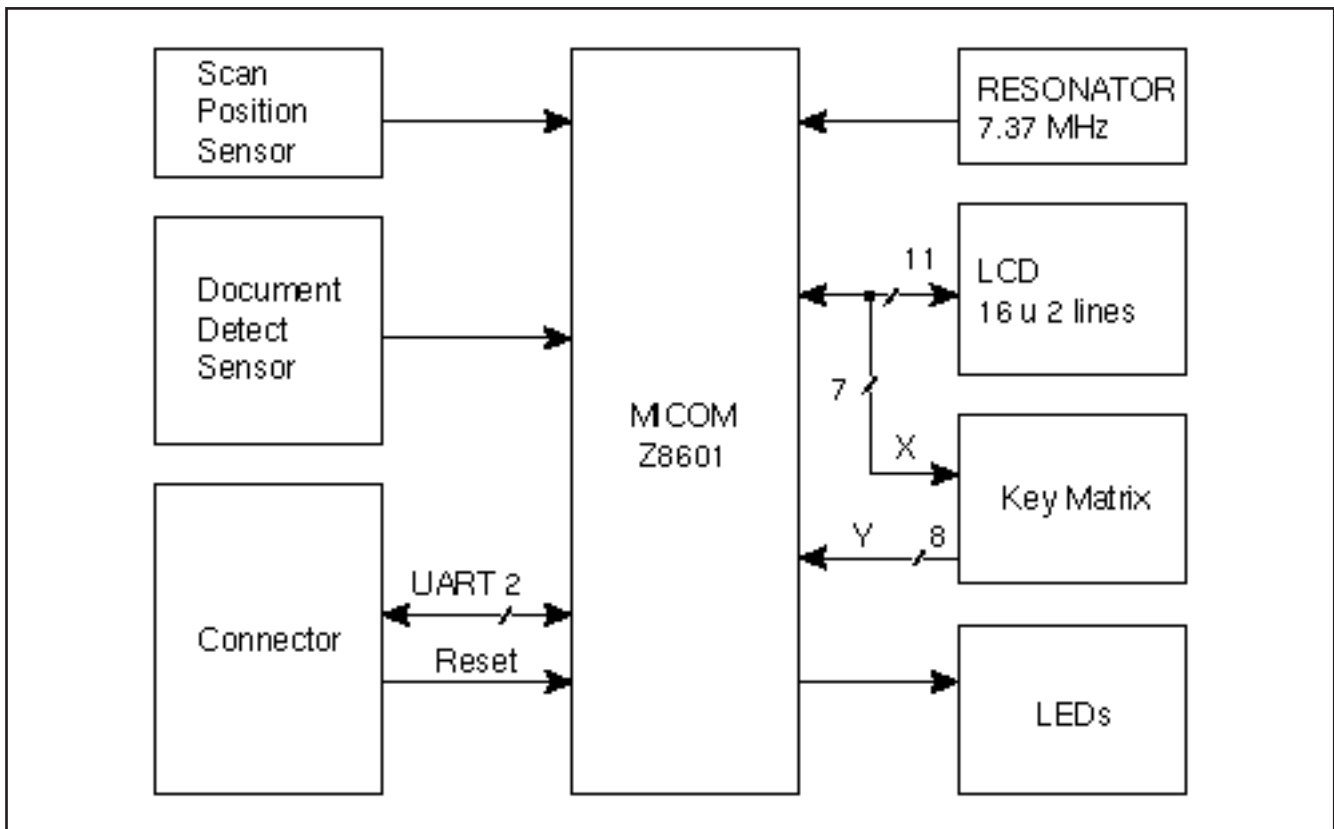 Scan
Position
Sensor
Document
Detect
Sensor
Connector
UART 2
Reset
MICOM
Z8601
RESONATOR
7.37 MHz
11
LCD
16 u 2 lines
7
X
Key Matrix
Y
8
LEDs